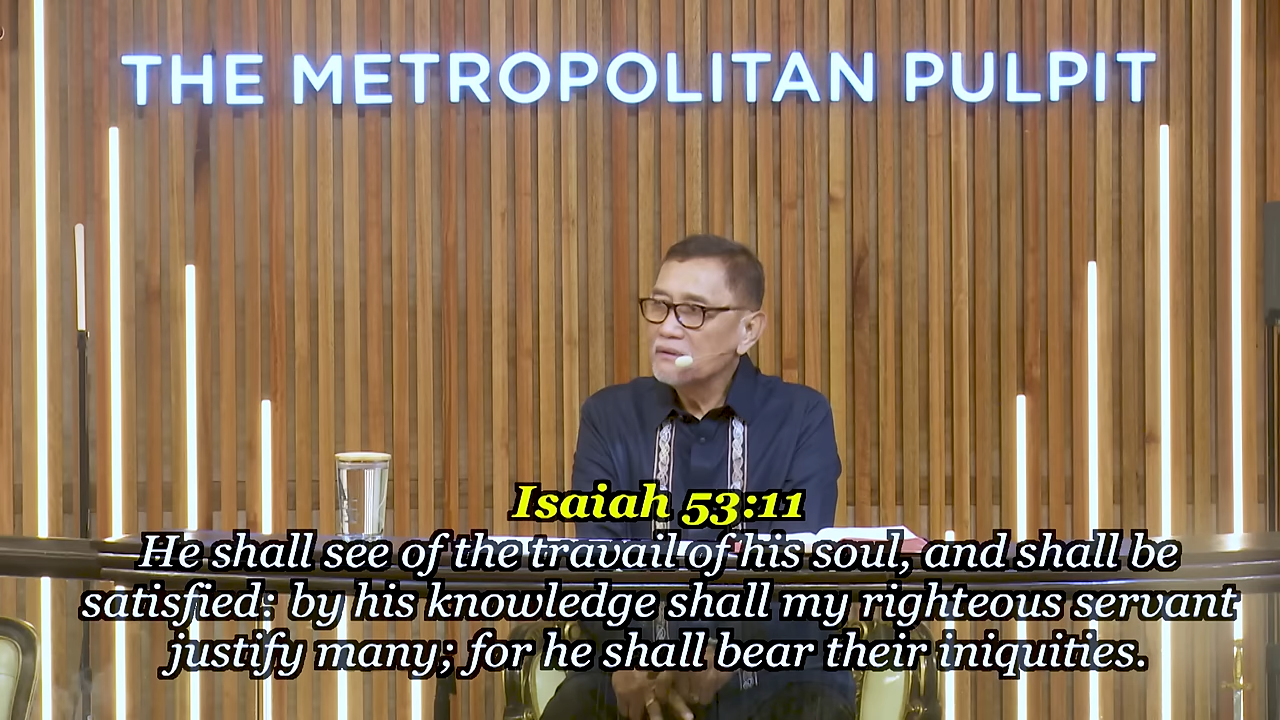 THE METROPOLITAN PULPIT
Isaiah 53:11
He shall see of the travail of his soul, and shall be
satisfied: by his knowledge shall my righteous servant
justify many; for he shall bear their iniquities.